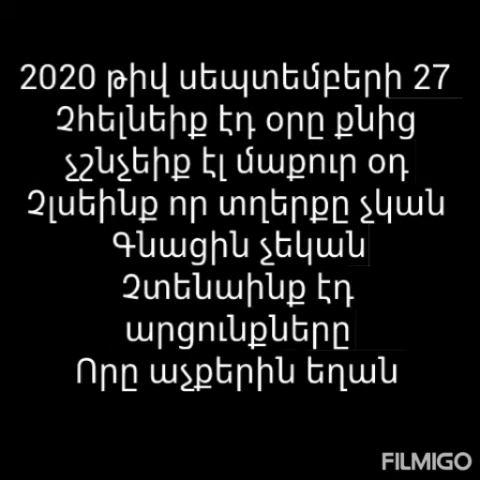 2020 թիվ սեպտեմբերի 27
Չհելնեիք էդ օրը քնից
չշնչեիք էլ մաքուր օդ
Չլսեինք որ տղերքը չկան
Գնացին չեկան
Չտենաինք էդ
արցունքները
Որը աչքերին եղան
FILMIGO